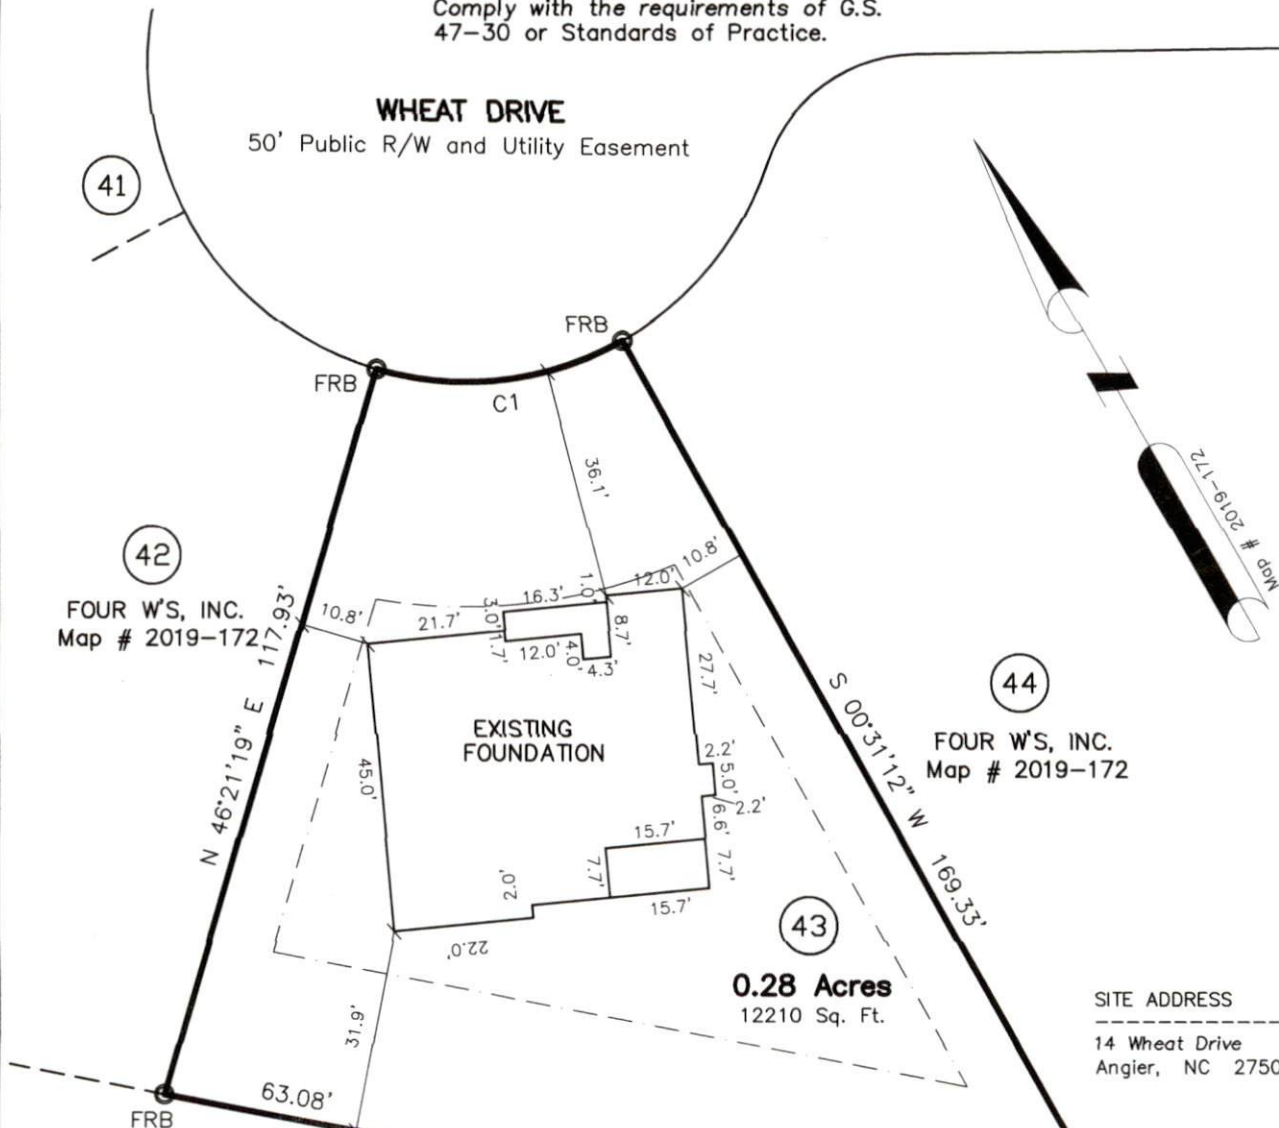 Comply with the requirements of G.S.
47-30 or Standards of Practice.
WHEAT DRIVE
50' Public R/W and Utility Easement
41
FRB
FRB
C1
36.1'
42
FOUR W'S, INC.
Map # 2019-172
N 46°21'19" E 117.93'
10.8'
21.7'
3.0'
1.7'
16.3'
1.0'
12.0'
10.8'
12.0'
4.0'
4.3'
8.7'
27.7'
EXISTING
FOUNDATION
45.0'
2.2'
5.0'
2.2'
6.6'
15.7'
7.7'
7.7'
15.7'
2.0'
22.0'
31.9'
63.08'
FRB
S 00°31'12" W 169.33'
44
FOUR W'S, INC.
Map # 2019-172
43
0.28 Acres
12210 Sq. Ft.
Map # 2019-172
SITE ADDRESS
14 Wheat Drive
Angier, NC 2750